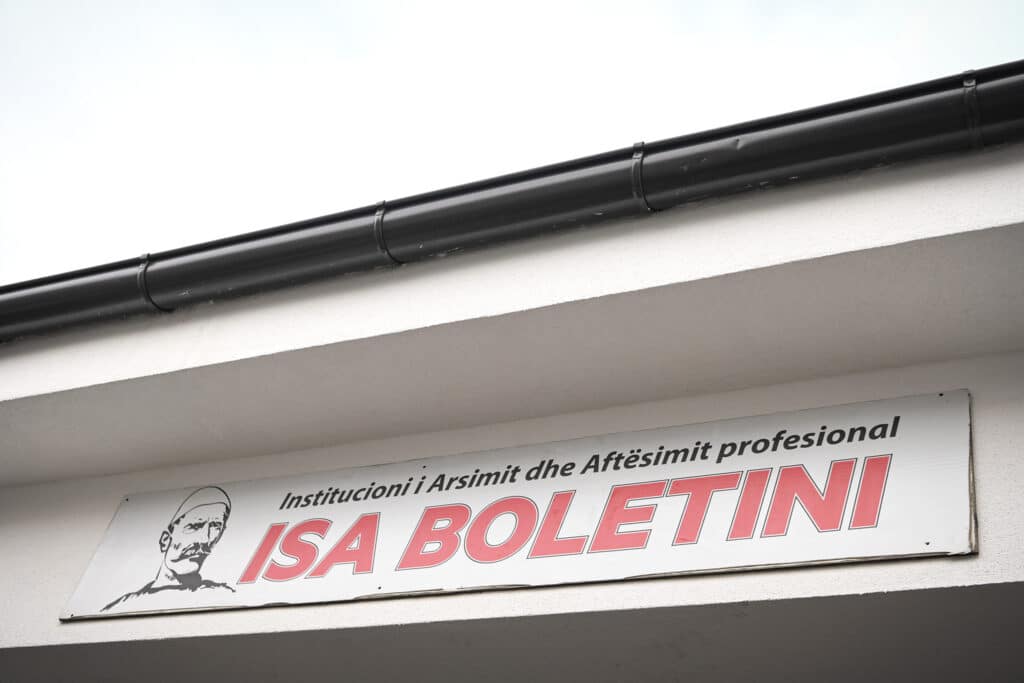 Institucioni i Arsimit dhe Aftësimit profesional
ISA BOLETINI